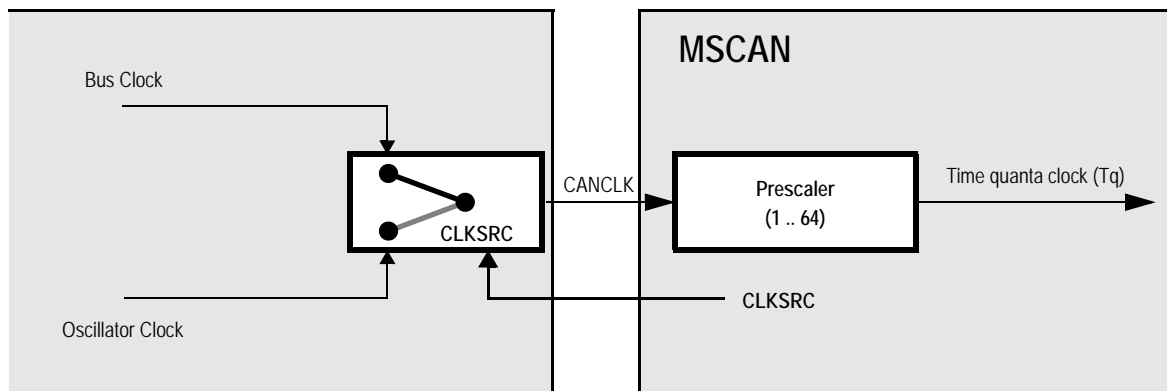 MSCAN
Bus Clock
CANCLK
Prescaler
(1 .. 64)
Time quanta clock (Tq)
CLKSRC
CLKSRC
Oscillator Clock